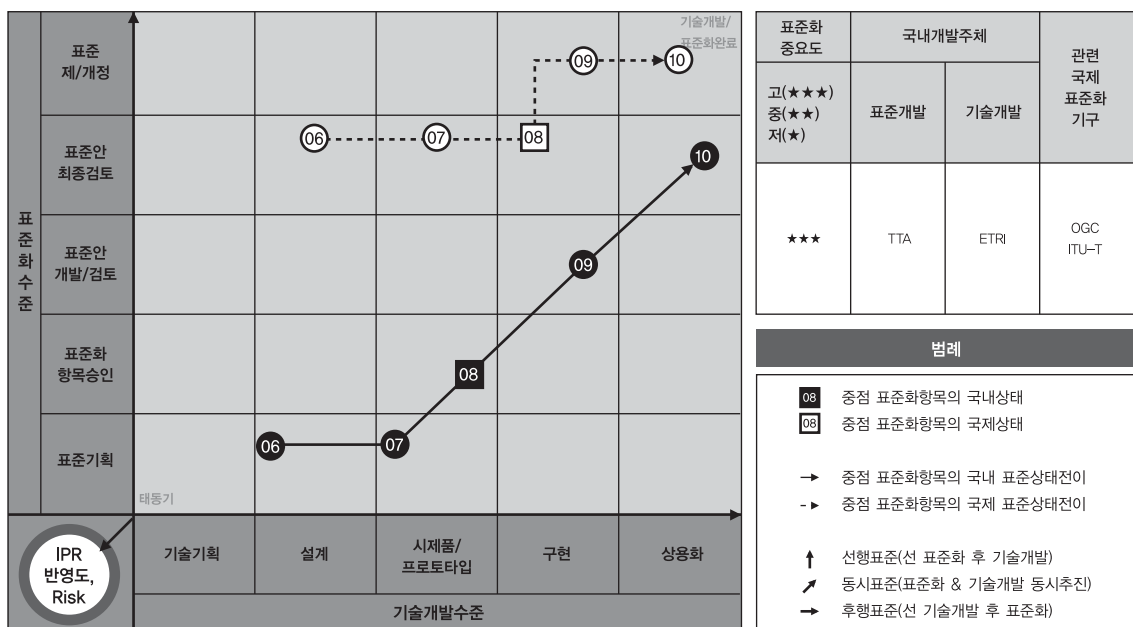 표준
제/개정
표준안
최종검토
표준안
개발/검토
표준화
항목승인
표준기획
표준화수준
기술개발/
표준화완료
06
07
08
09
10
06
07
08
09
10
태동기
IPR
반영도,
Risk
기술기획
설계
시제품/
프로토타입
구현
상용화
기술개발수준
표준화
중요도
국내개발주체
관련
국제
표준화
기구
고(★★★)
중(★★)
저(★)
표준개발
기술개발
★★★
TTA
ETRI
OGC
ITU-T
범례
08 중점 표준화항목의 국내상태
08 중점 표준화항목의 국제상태
→ 중점 표준화항목의 국내 표준상태전이
-► 중점 표준화항목의 국제 표준상태전이
↑ 선행표준(선 표준화 후 기술개발)
↗ 동시표준(표준화 & 기술개발 동시추진)
→ 후행표준(선 기술개발 후 표준화)